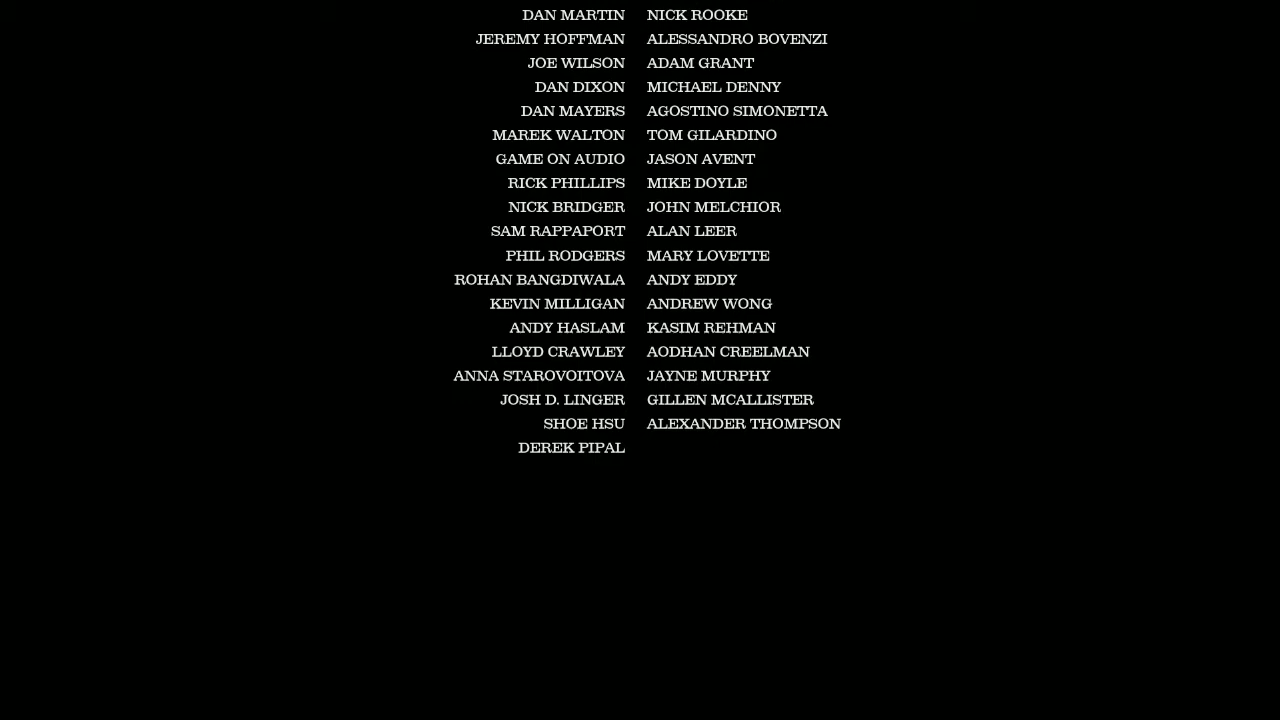 DAN MARTIN NICK ROOKE
JEREMY HOFFMAN ALESSANDRO BOVENZI
JOE WILSON ADAM GRANT
DAN DIXON MICHAEL DENNY
DAN MAYERS AGOSTINO SIMONETTA
MAREK WALTON TOM GILARDINO
GAME ON AUDIO JASON AVENT
RICK PHILLIPS MIKE DOYLE
NICK BRIDGER JOHN MELCHIOR
SAM RAPPAPORT ALAN LEER
PHIL RODGERS MARY LOVETTE
ROHAN BANGDIWALA ANDY EDDY
KEVIN MILLIGAN ANDREW WONG
ANDY HASLAM KASIM REHMAN
LLOYD CRAWLEY AODHAN CREELMAN
ANNA STAROVOITOVA JAYNE MURPHY
JOSH D. LINGER GILLEN MCALLISTER
SHOE HSU ALEXANDER THOMPSON
DEREK PIPAL